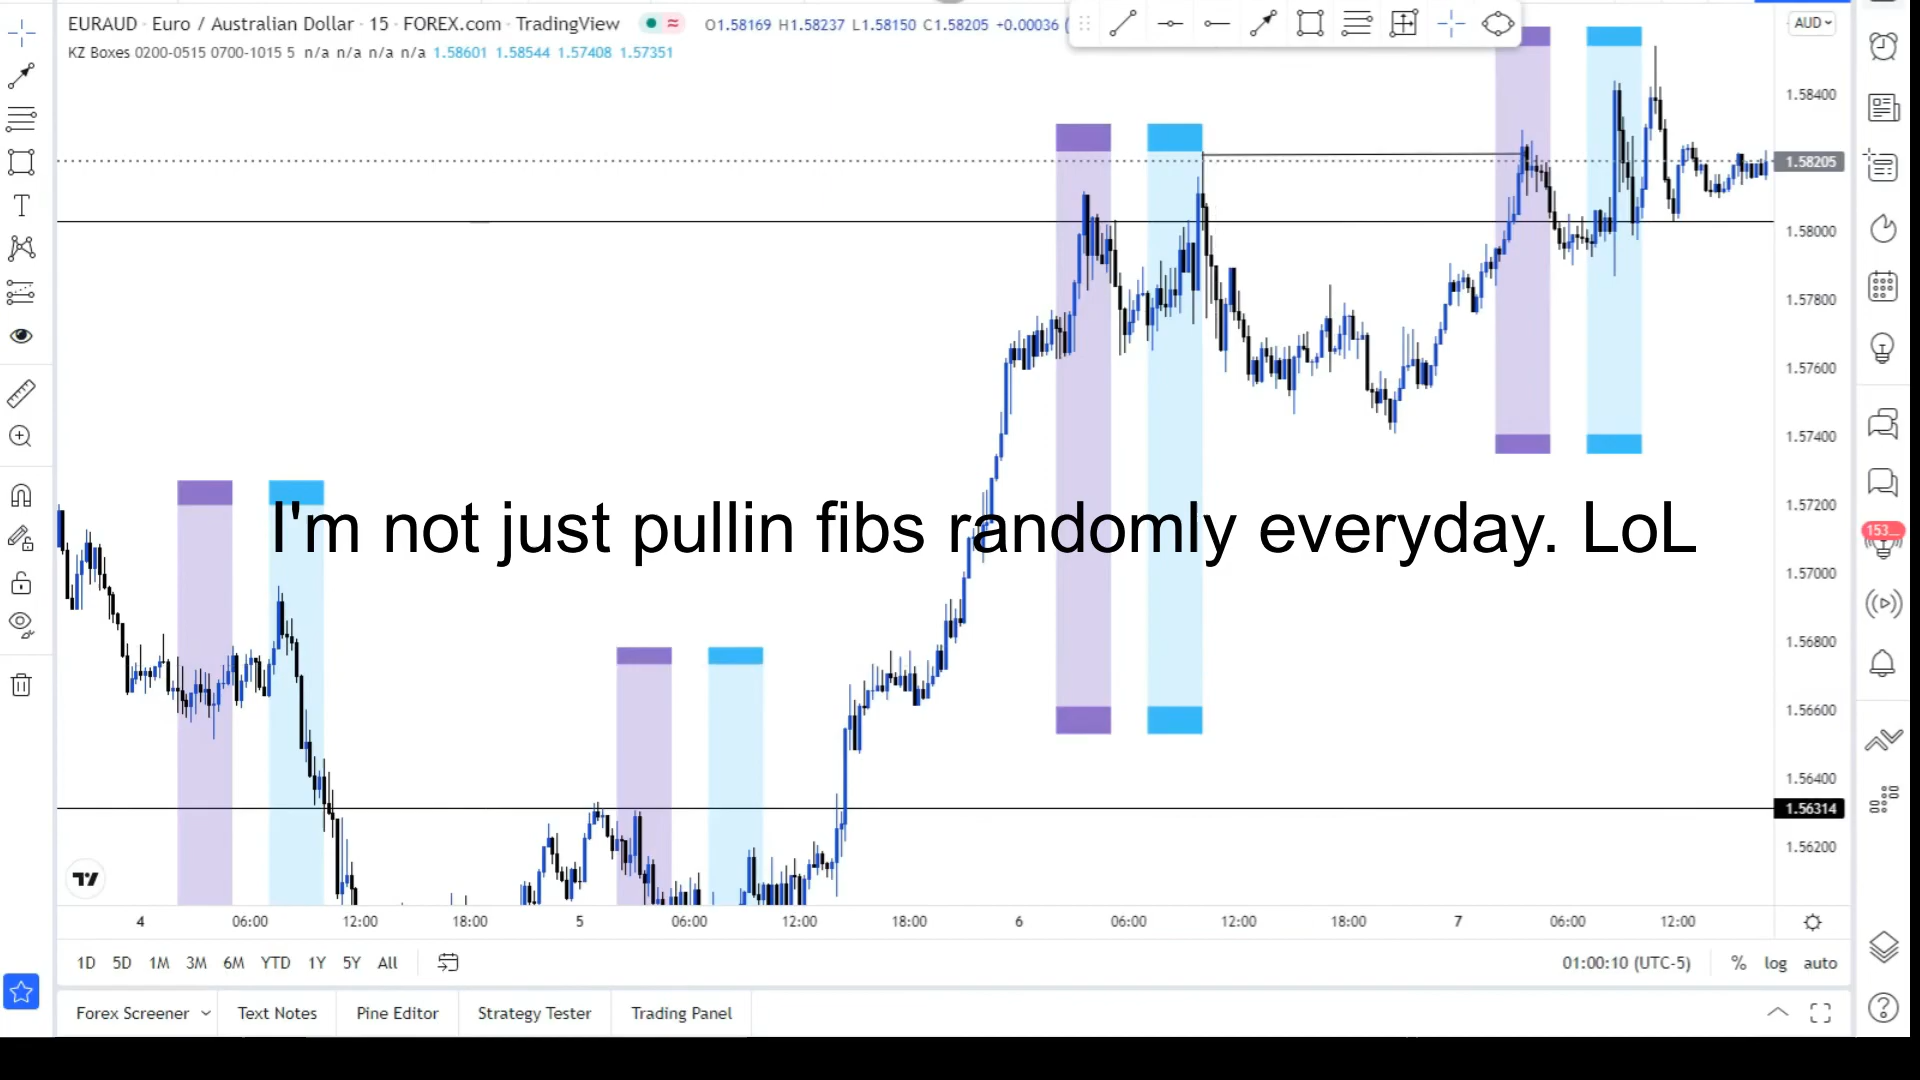 EURAUD · Euro / Australian Dollar · 15 · FOREX.com · TradingView
O1.58169 H1.58237 L1.58150 C1.58205 +0.00036 (
AUD
KZ Boxes 0200-0515 0700-1015 5 n/a n/a n/a n/a 1.58601 1.58544 1.57408 1.57351
1.58400
1.58205
1.58000
1.57800
1.57600
1.57400
1.57200
I'm not just pullin fibs randomly everyday. LoL
153...
1.57000
1.56800
1.56600
1.56400
1.56314
1.56200
4 06:00 12:00 18:00 5 06:00 12:00 18:00 6 06:00 12:00 18:00 7 06:00 12:00
1D 5D 1M 3M 6M YTD 1Y 5Y All
01:00:10 (UTC-5) % log auto
Forex Screener Text Notes Pine Editor Strategy Tester Trading Panel